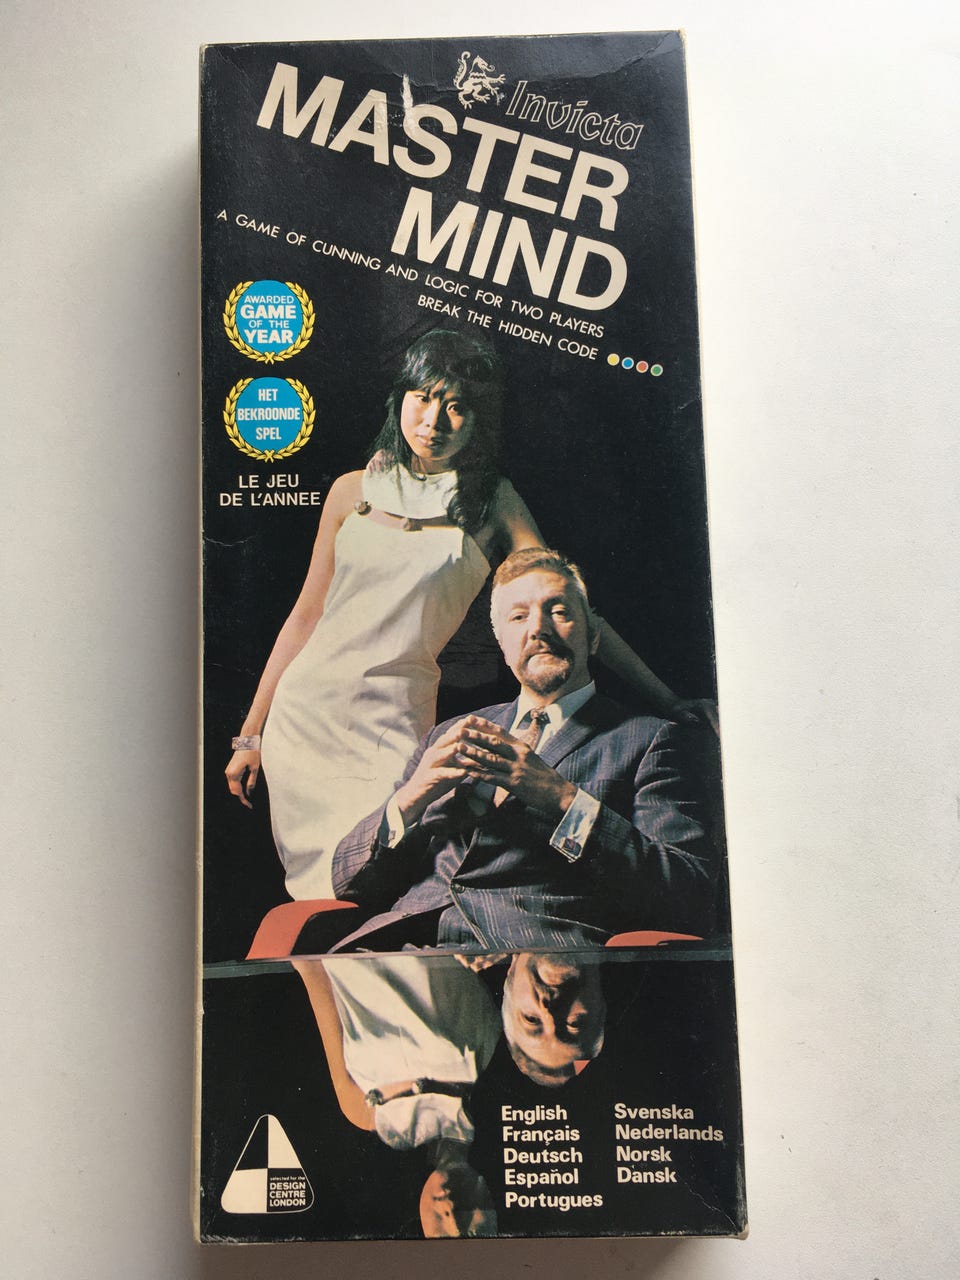 Invicta
MASTER
MIND
A GAME OF CUNNING AND LOGIC FOR TWO PLAYERS
BREAK THE HIDDEN CODE
AWARDED
GAME
OF THE
YEAR
HET
BEKROONDE
SPEL
LE JEU
DE L'ANNEE
English
Français
Deutsch
Español
Portugues
Svenska
Nederlands
Norsk
Dansk
selected for the
DESIGN
CENTRE
LONDON